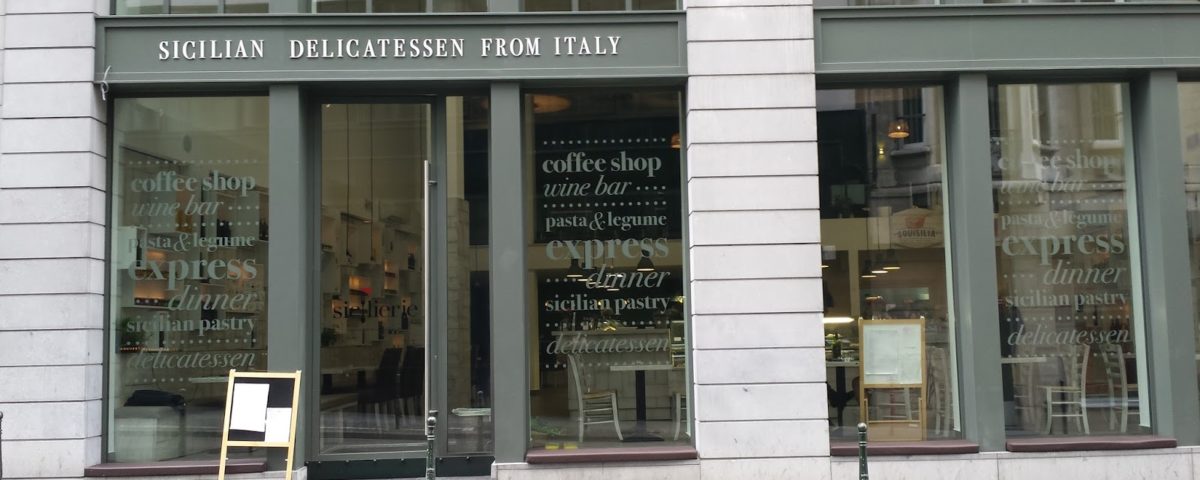 SICILIAN DELICATESSEN FROM ITALY
coffee shop
wine bar
pasta & legume
express
dinner
sicilian pastry
delicatessen
sicilierie
coffee shop
wine bar
pasta & legume
express
dinner
sicilian pastry
delicatessen
coffee shop
wine bar
pasta & legume
express
dinner
sicilian pastry
delicatessen